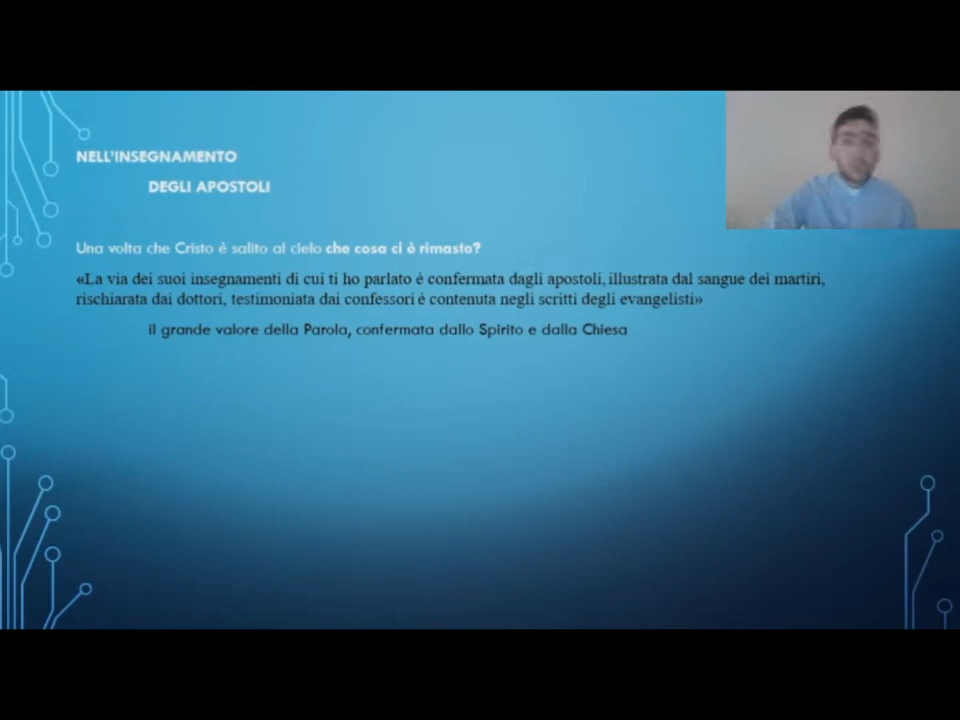 NELL'INSEGNAMENTO
DEGLI APOSTOLI
Una volta che Cristo è salito al cielo che cosa ci è rimasto?
«La via dei suoi insegnamenti di cui ti ho parlato è confermata dagli apostoli, illustrata dal sangue dei martiri,
rischiarata dai dottori, testimoniata dai confessori è contenuta negli scritti degli evangelisti»
il grande valore della Parola, confermata dallo Spirito e dalla Chiesa